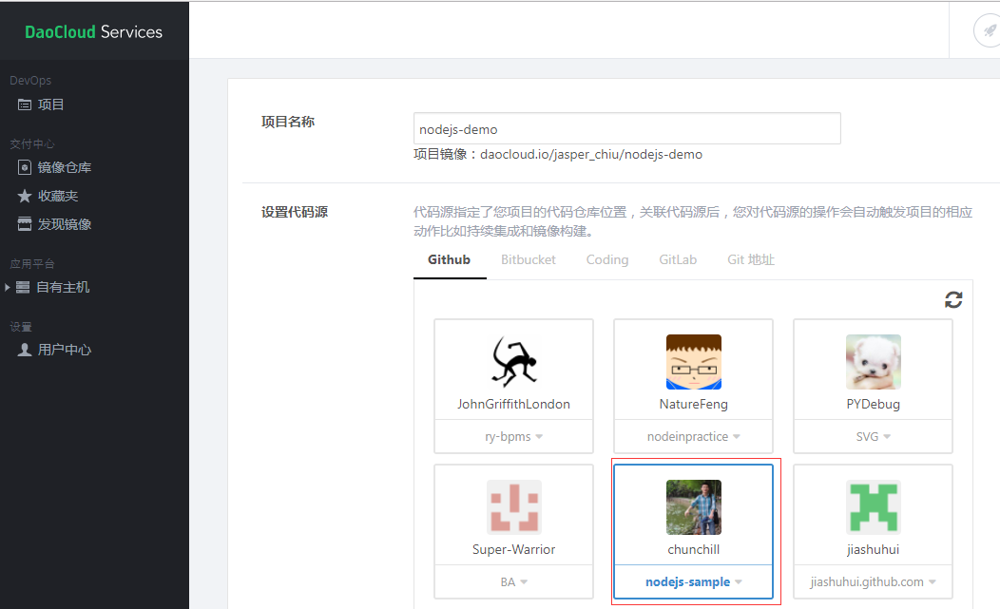 DaoCloud Services
DevOps
项目
交付中心
镜像仓库
收藏夹
发现镜像
应用平台
自有主机
设置
用户中心
项目名称
nodejs-demo
项目镜像：daocloud.io/jasper_chiu/nodejs-demo
设置代码源
代码源指定了您项目的代码仓库位置，关联代码源后，您对代码源的操作会自动触发项目的相应
动作比如持续集成和镜像构建。
Github Bitbucket Coding GitLab Git 地址
JohnGriffithLondon NatureFeng PYDebug
ry-bpms nodeinpractice SVG
Super-Warrior chunchill jiashuhui
BA nodejs-sample jiashuhui.github.com